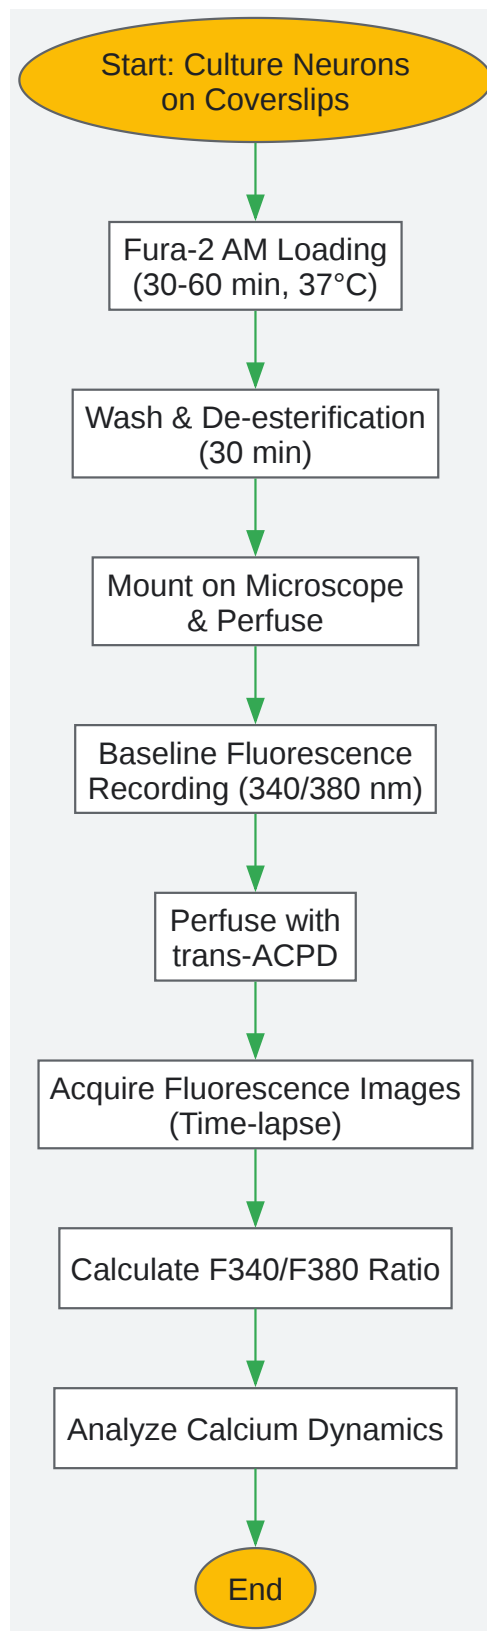 Start: Culture Neurons
on Coverslips
Fura-2 AM Loading
(30-60 min, 37°C)
Wash & De-esterification
(30 min)
Mount on Microscope
& Perfuse
Baseline Fluorescence
Recording (340/380 nm)
Perfuse with
trans-ACPD
Acquire Fluorescence Images
(Time-lapse)
Calculate F340/F380 Ratio
Analyze Calcium Dynamics
End